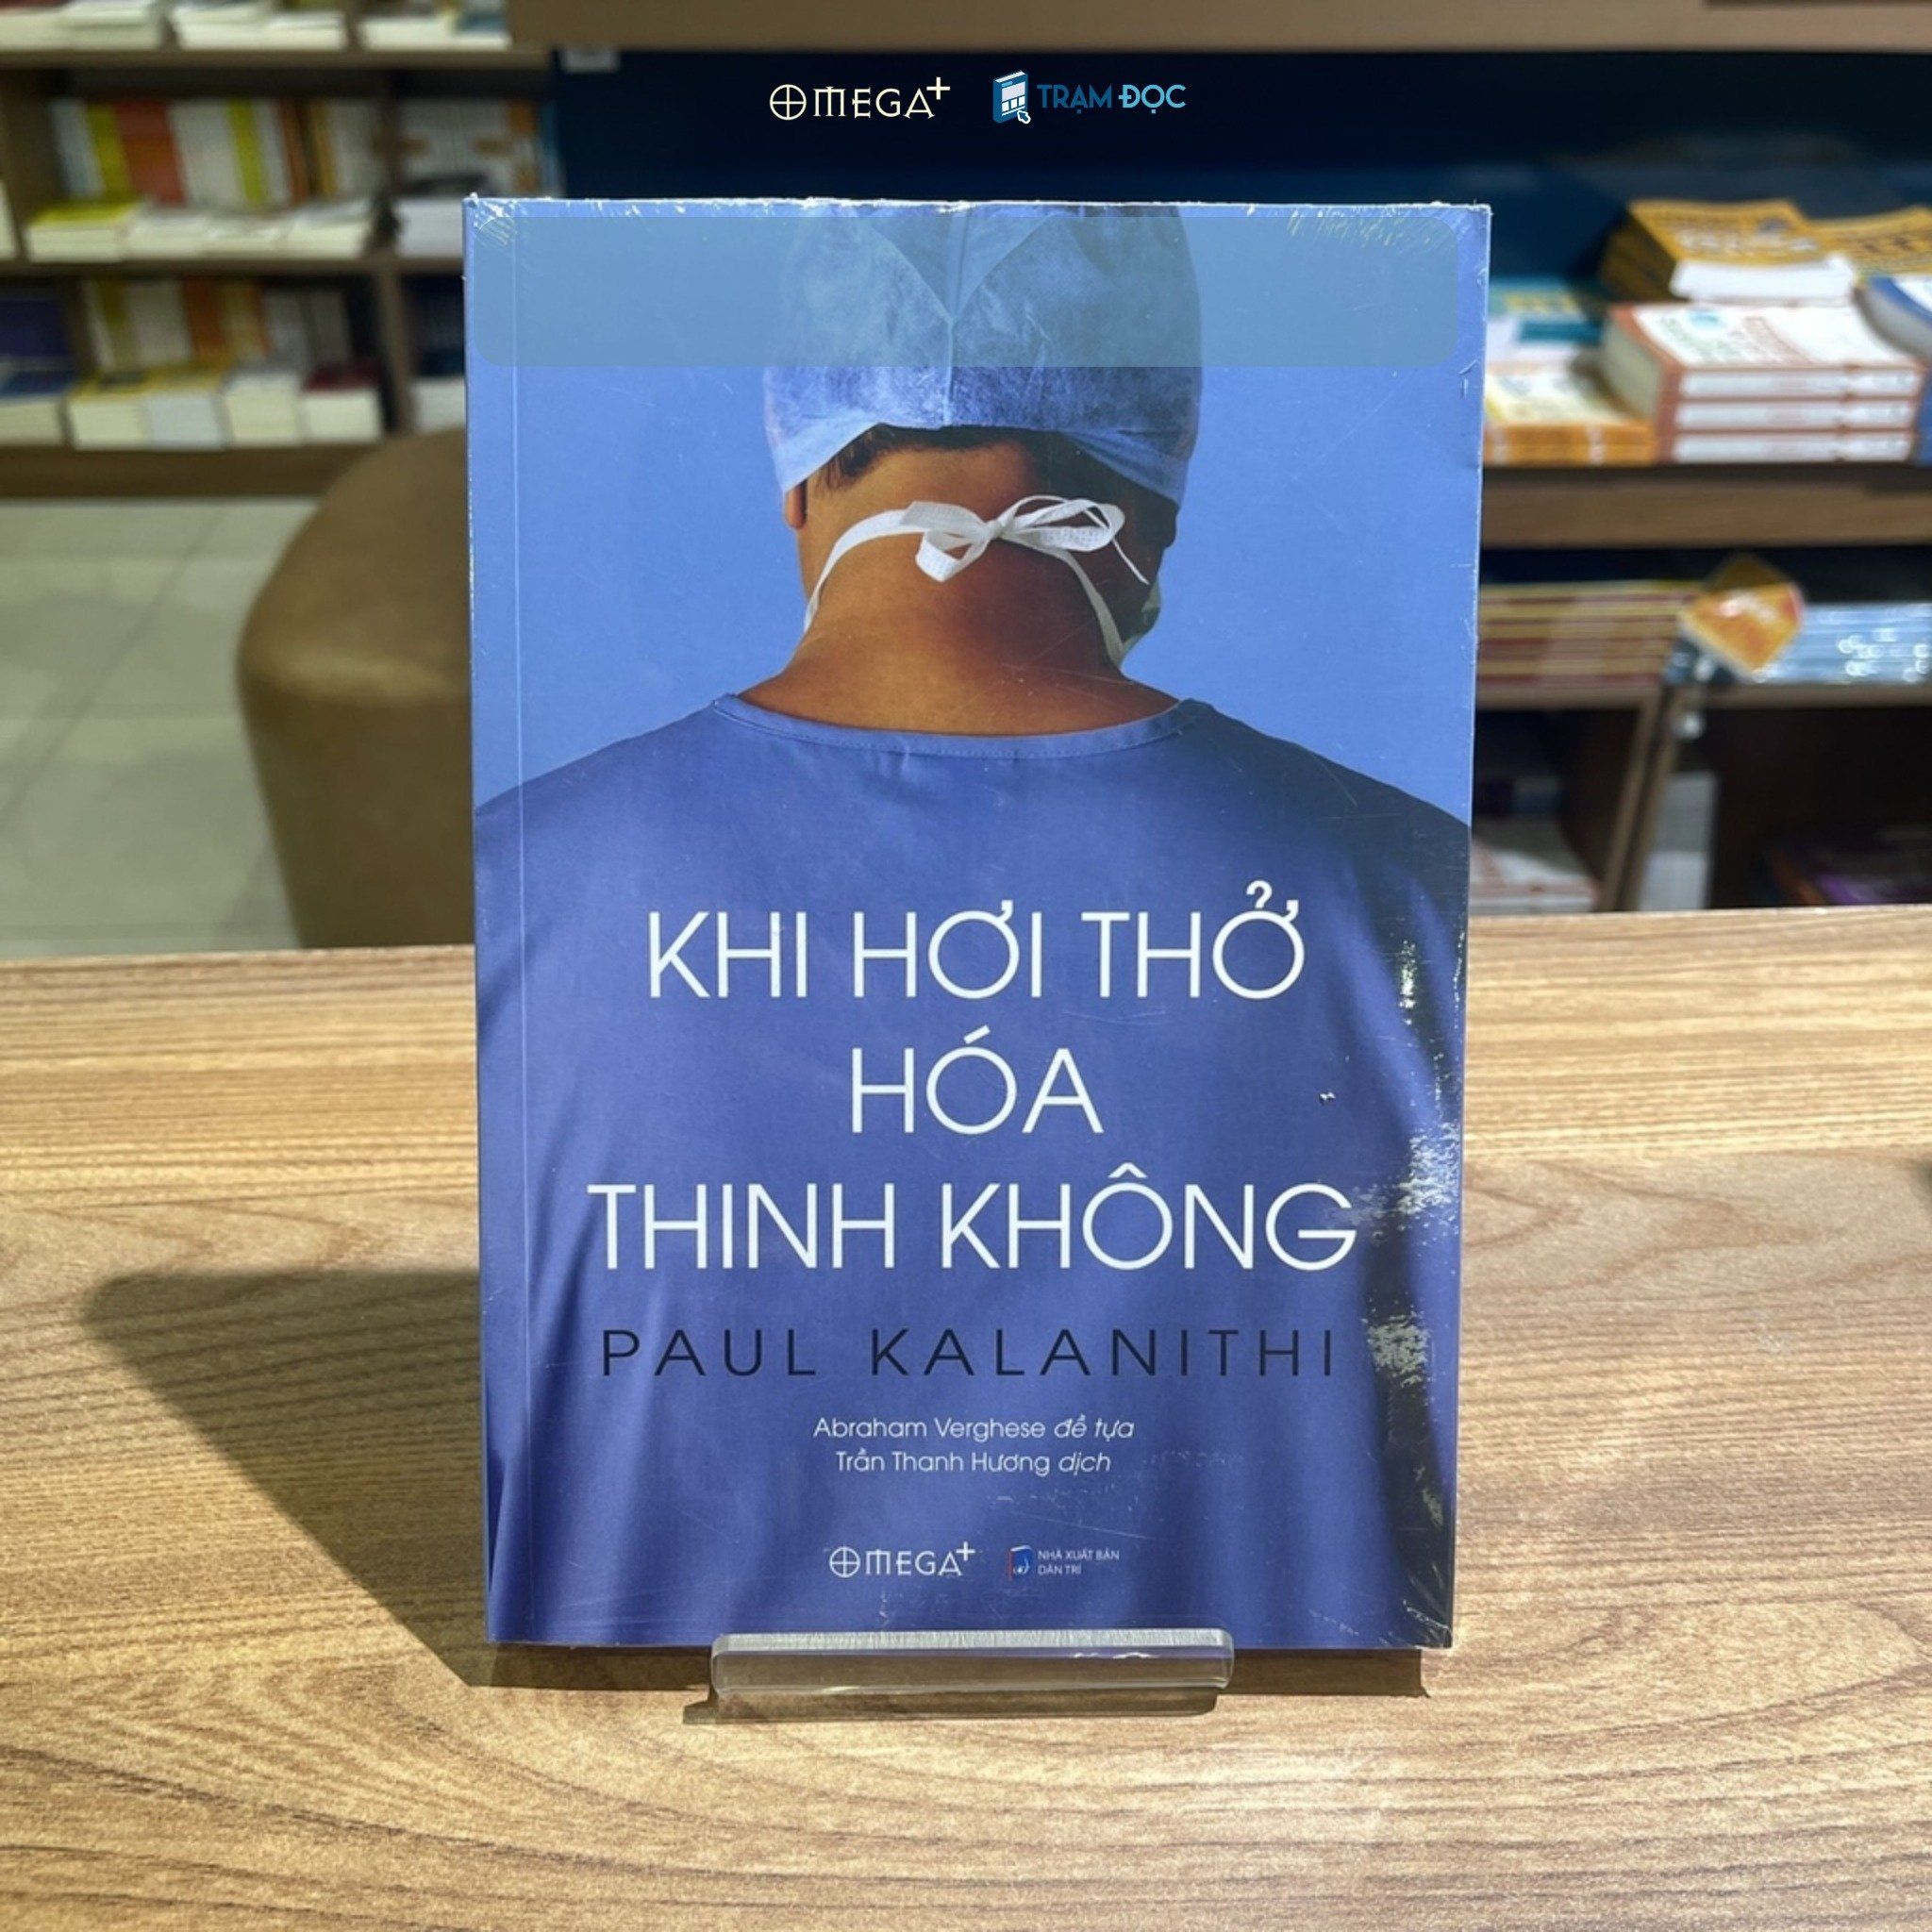 OMEGA+ TRẠM ĐỌC
KHI HƠI THỞ
HÓA
THINH KHÔNG
PAUL KALANITHI
Abraham Verghese đề tựa
Trần Thanh Hương dịch
OMEGA+ NHÀ XUẤT BẢN
DÂN TRÍ